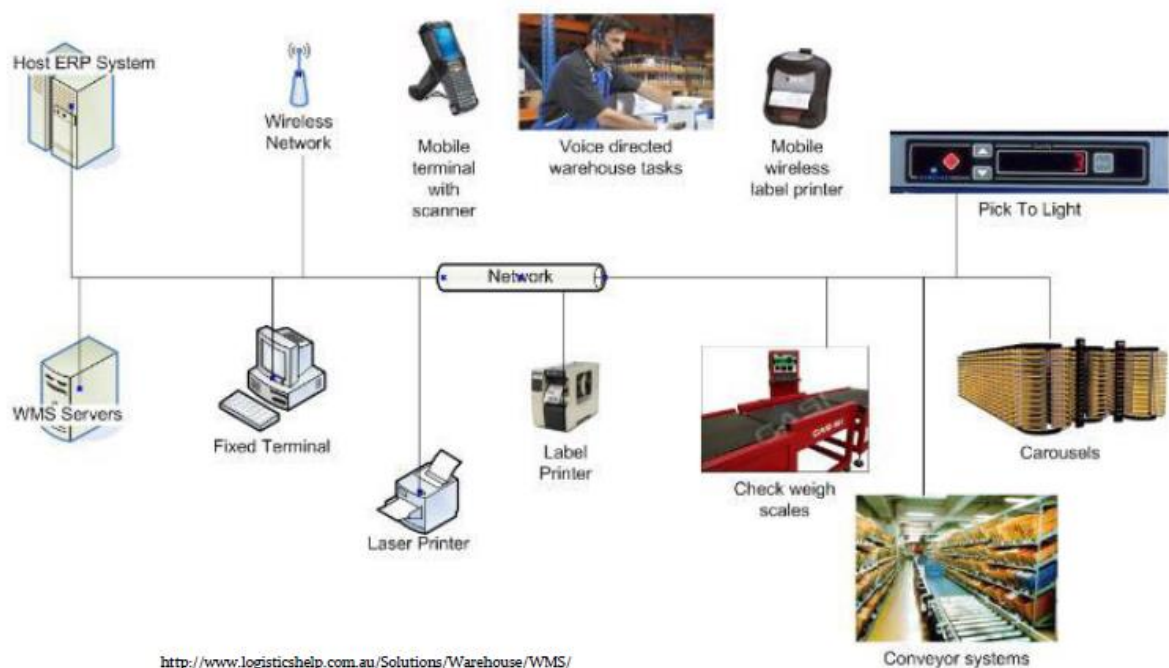 Host ERP System
Wireless
Network
Mobile
terminal
with
scanner
Voice directed
warehouse tasks
Mobile
wireless
label printer
3
Pick To Light
Network
WMS Servers
Fixed Terminal
Laser Printer
Label
Printer
Check weigh
scales
Carousels
Conveyor systems
http://www.logisticshelp.com.au/Solutions/Warehouse/WMS/